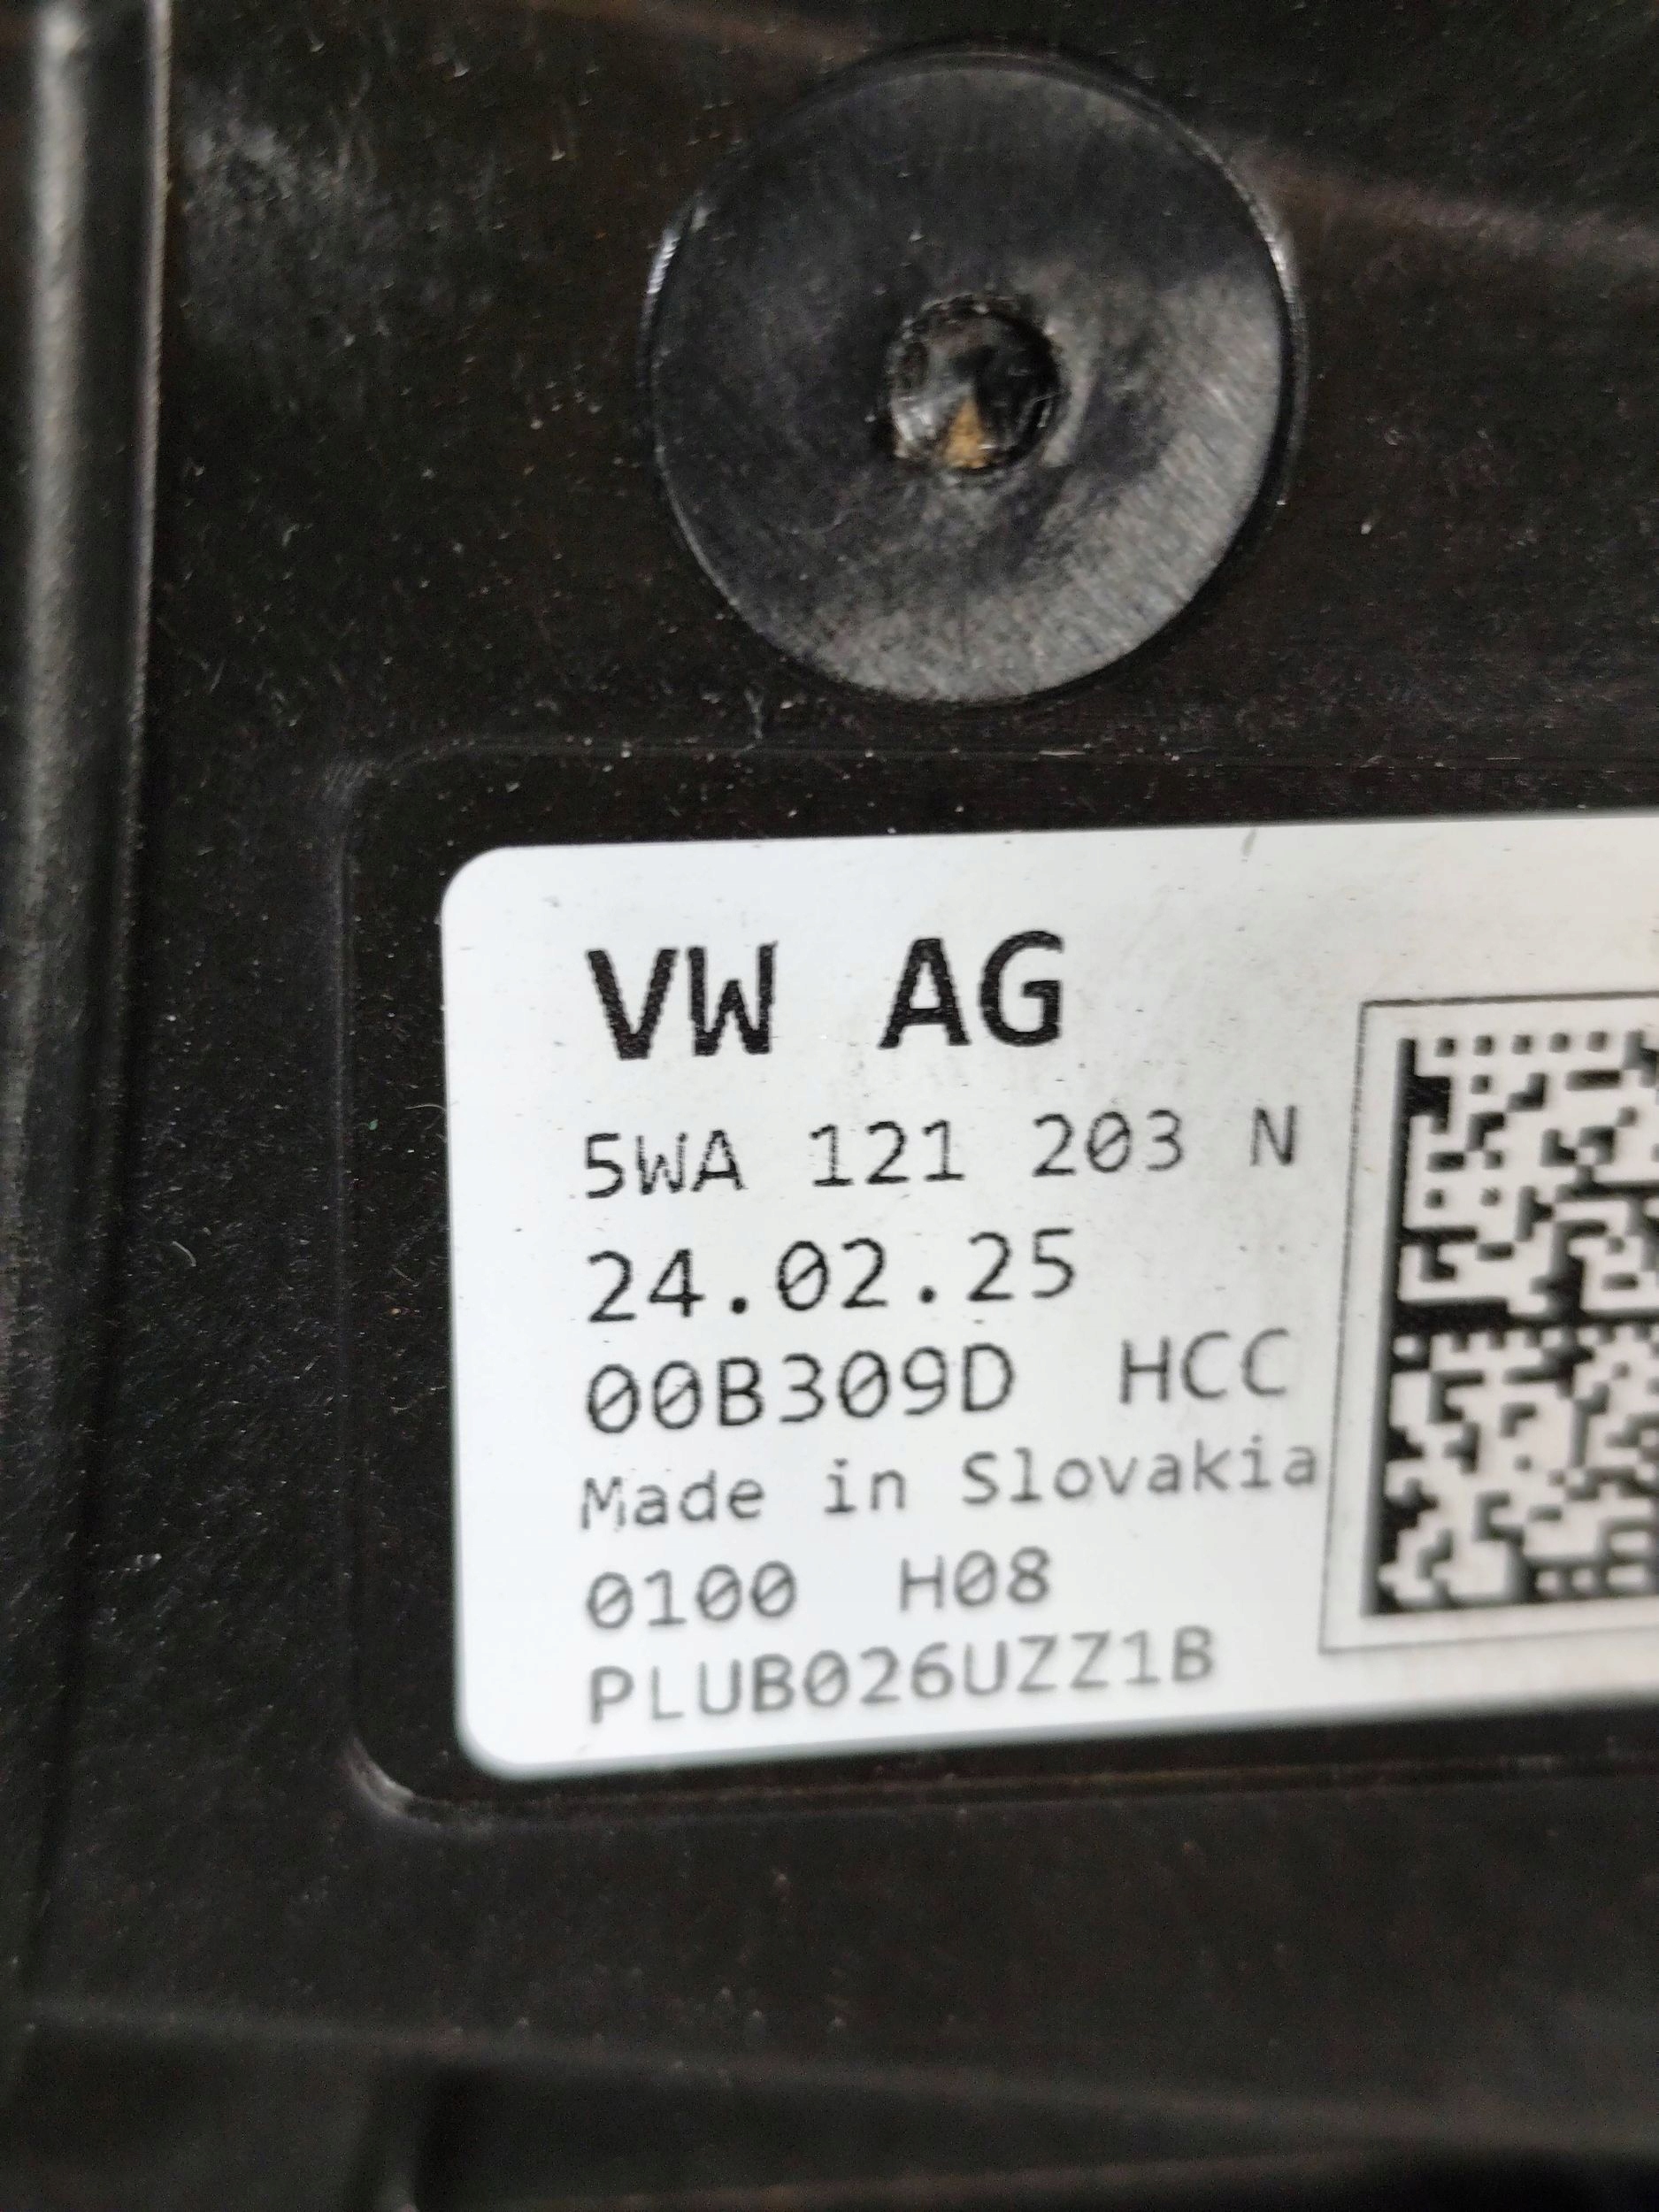 VW AG
5WA 121 203 N
24.02.25
00B309D HCC
Made in Slovakia
0100 H08
PLUB026UZZ1B